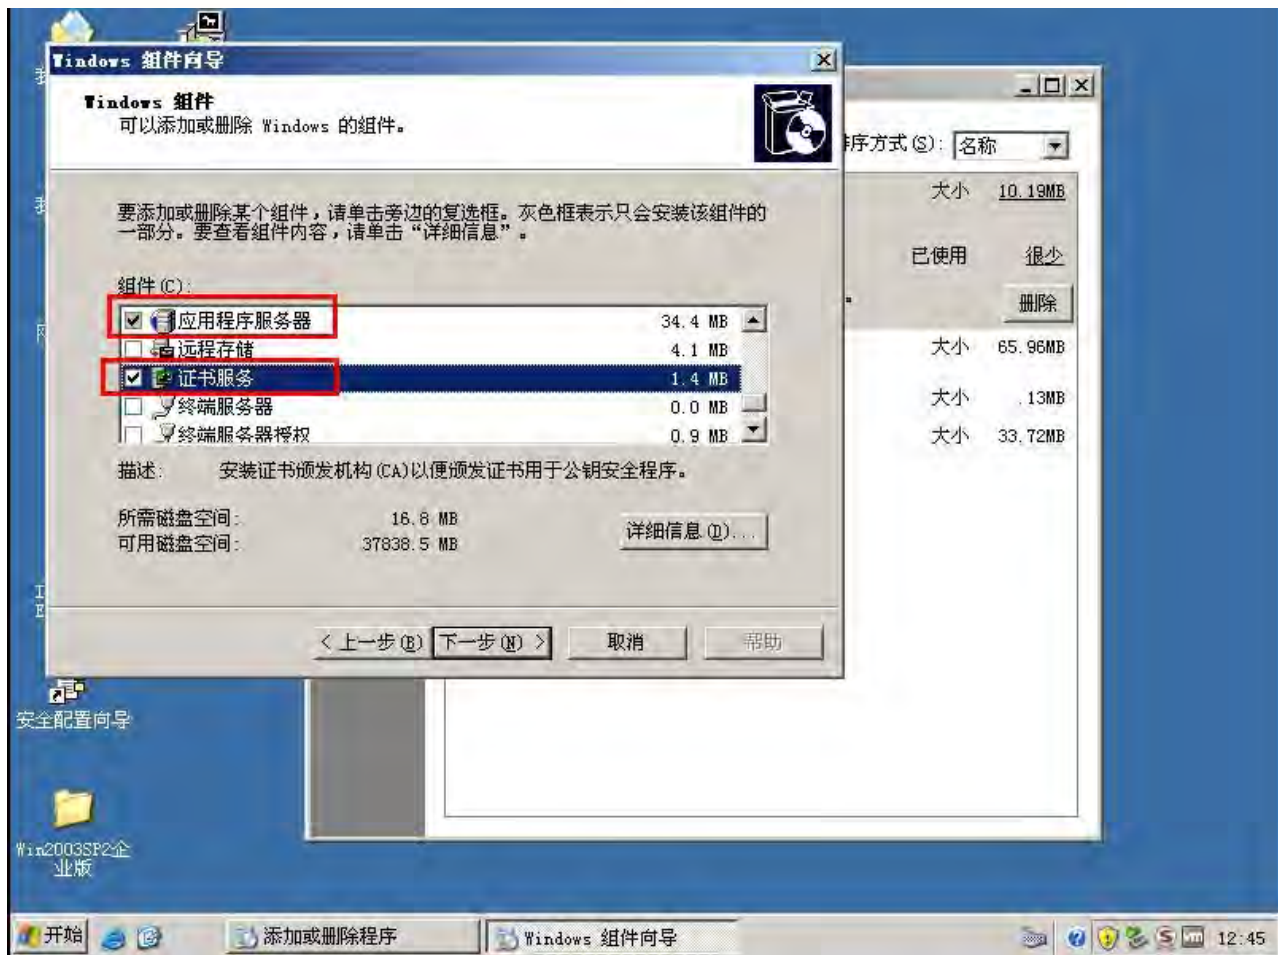 Windows 组件向导
Windows 组件
可以添加或删除 Windows 的组件。
要添加或删除某个组件，请单击旁边的复选框。灰色框表示只会安装该组件的
一部分。要查看组件内容，请单击“详细信息”。
组件(C):
应用程序服务器 34.4 MB
远程存储 4.1 MB
证书服务 1.4 MB
终端服务器 0.0 MB
终端服务器授权 0.9 MB
描述: 安装证书颁发机构(CA)以便颁发证书用于公钥安全程序。
所需磁盘空间: 16.8 MB
可用磁盘空间: 37838.5 MB
详细信息(D)...
< 上一步(B) 下一步(N) > 取消 帮助
序方式(S): 名称
大小 10.19MB
已使用 很少
删除
大小 65.96MB
大小 .13MB
大小 33.72MB
安全配置向导
Win2003SP2企
业版
开始 添加或删除程序 Windows 组件向导 12:45